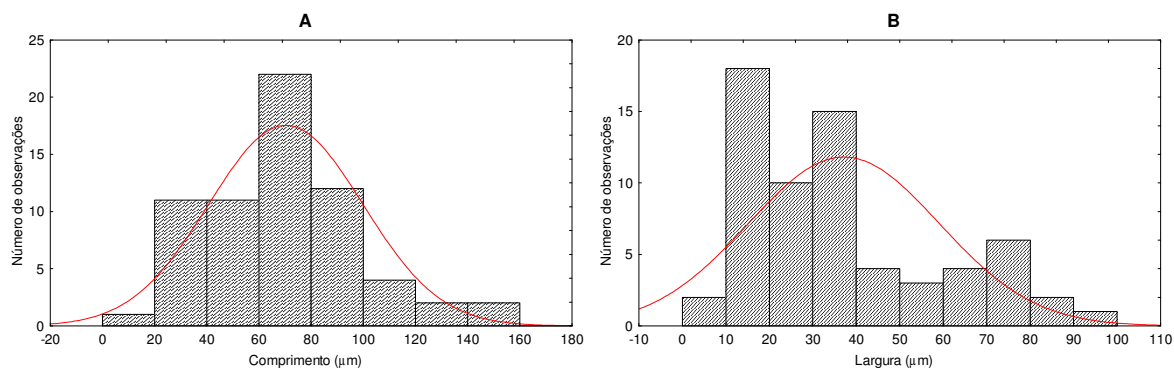 A
Número de observações
25
20
15
10
5
0
-20 0 20 40 60 80 100 120 140 160 180
Comprimento (μm)
B
Número de observações
20
15
10
5
0
-10 0 10 20 30 40 50 60 70 80 90 100 110
Largura (μm)